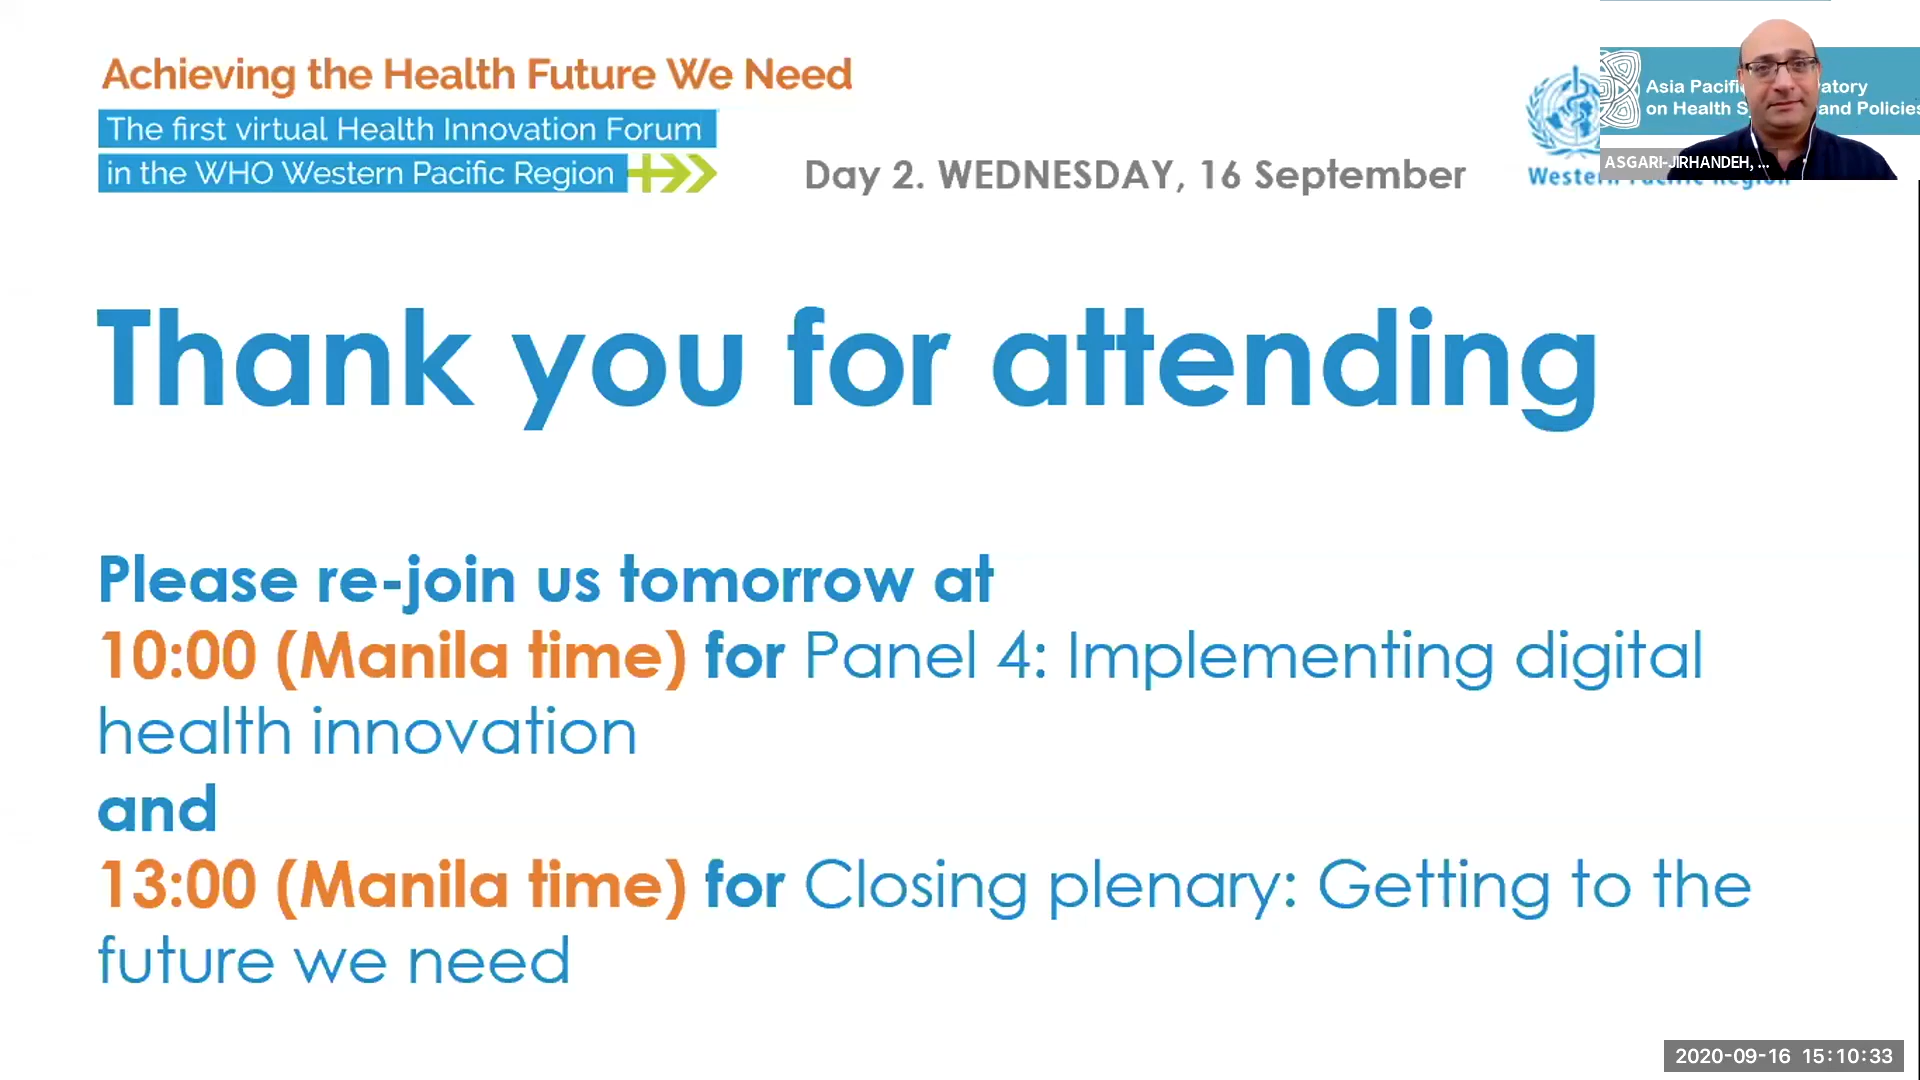 Achieving the Health Future We Need
The first virtual Health Innovation Forum
in the WHO Western Pacific Region
Day 2. WEDNESDAY, 16 September
Asia Pacific
on Health and Policies
ASGARI-JIRHANDEH, ...
Region
Thank you for attending
Please re-join us tomorrow at
10:00 (Manila time) for Panel 4: Implementing digital
health innovation
and
13:00 (Manila time) for Closing plenary: Getting to the
future we need
2020-09-16 15:10:33